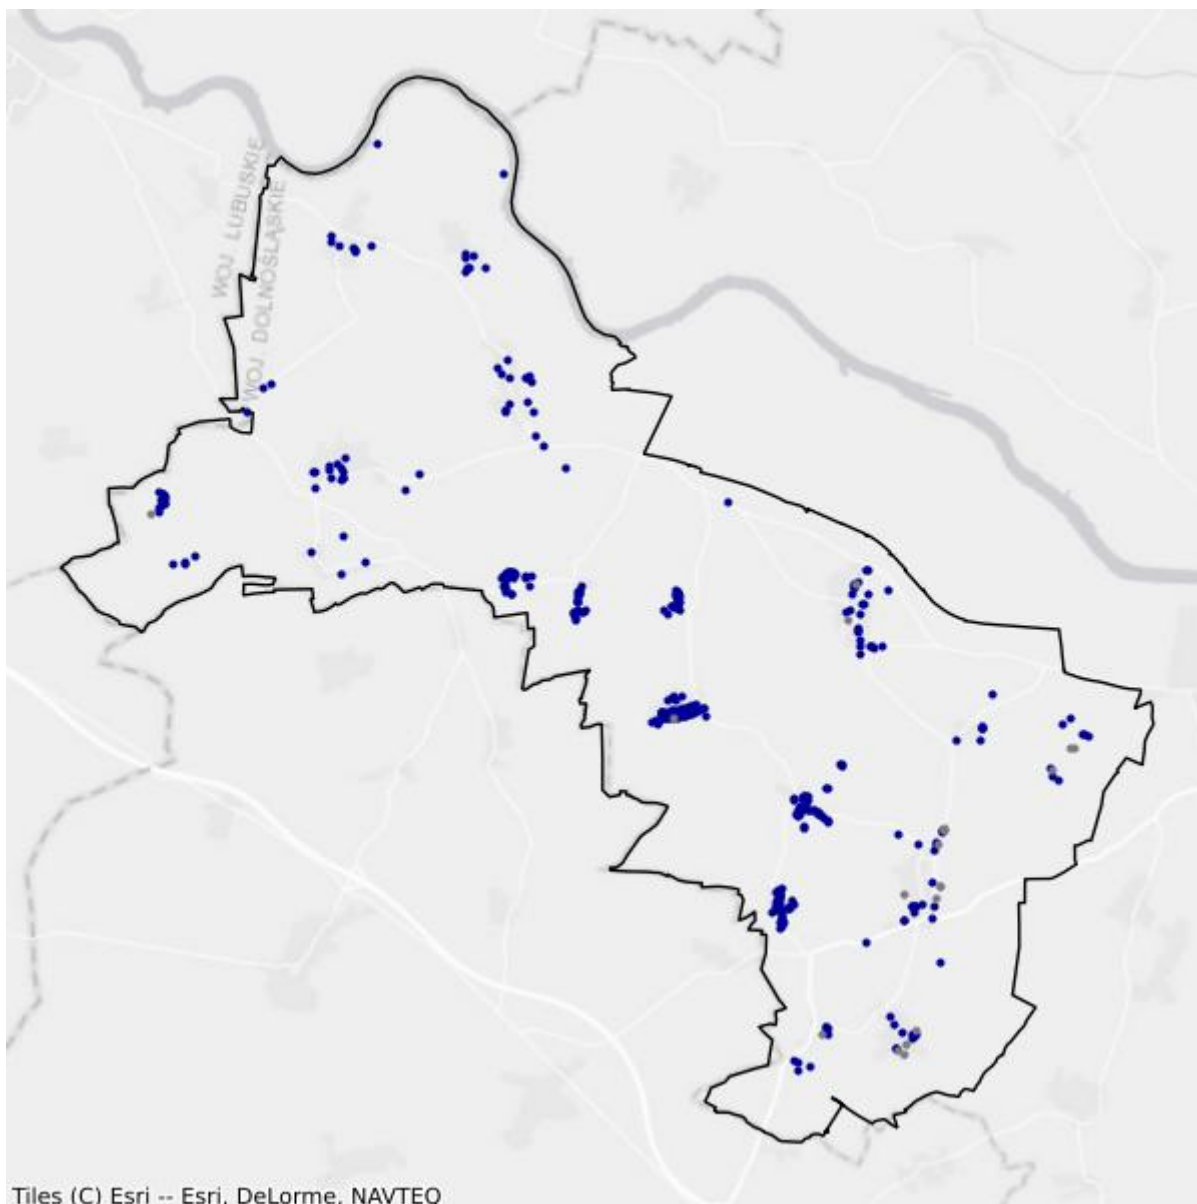 WOJ LUBUSKIE
WOJ DOLNOŚLĄSKIE
Tiles (C) Esri -- Esri, DeLorme, NAVTEQ